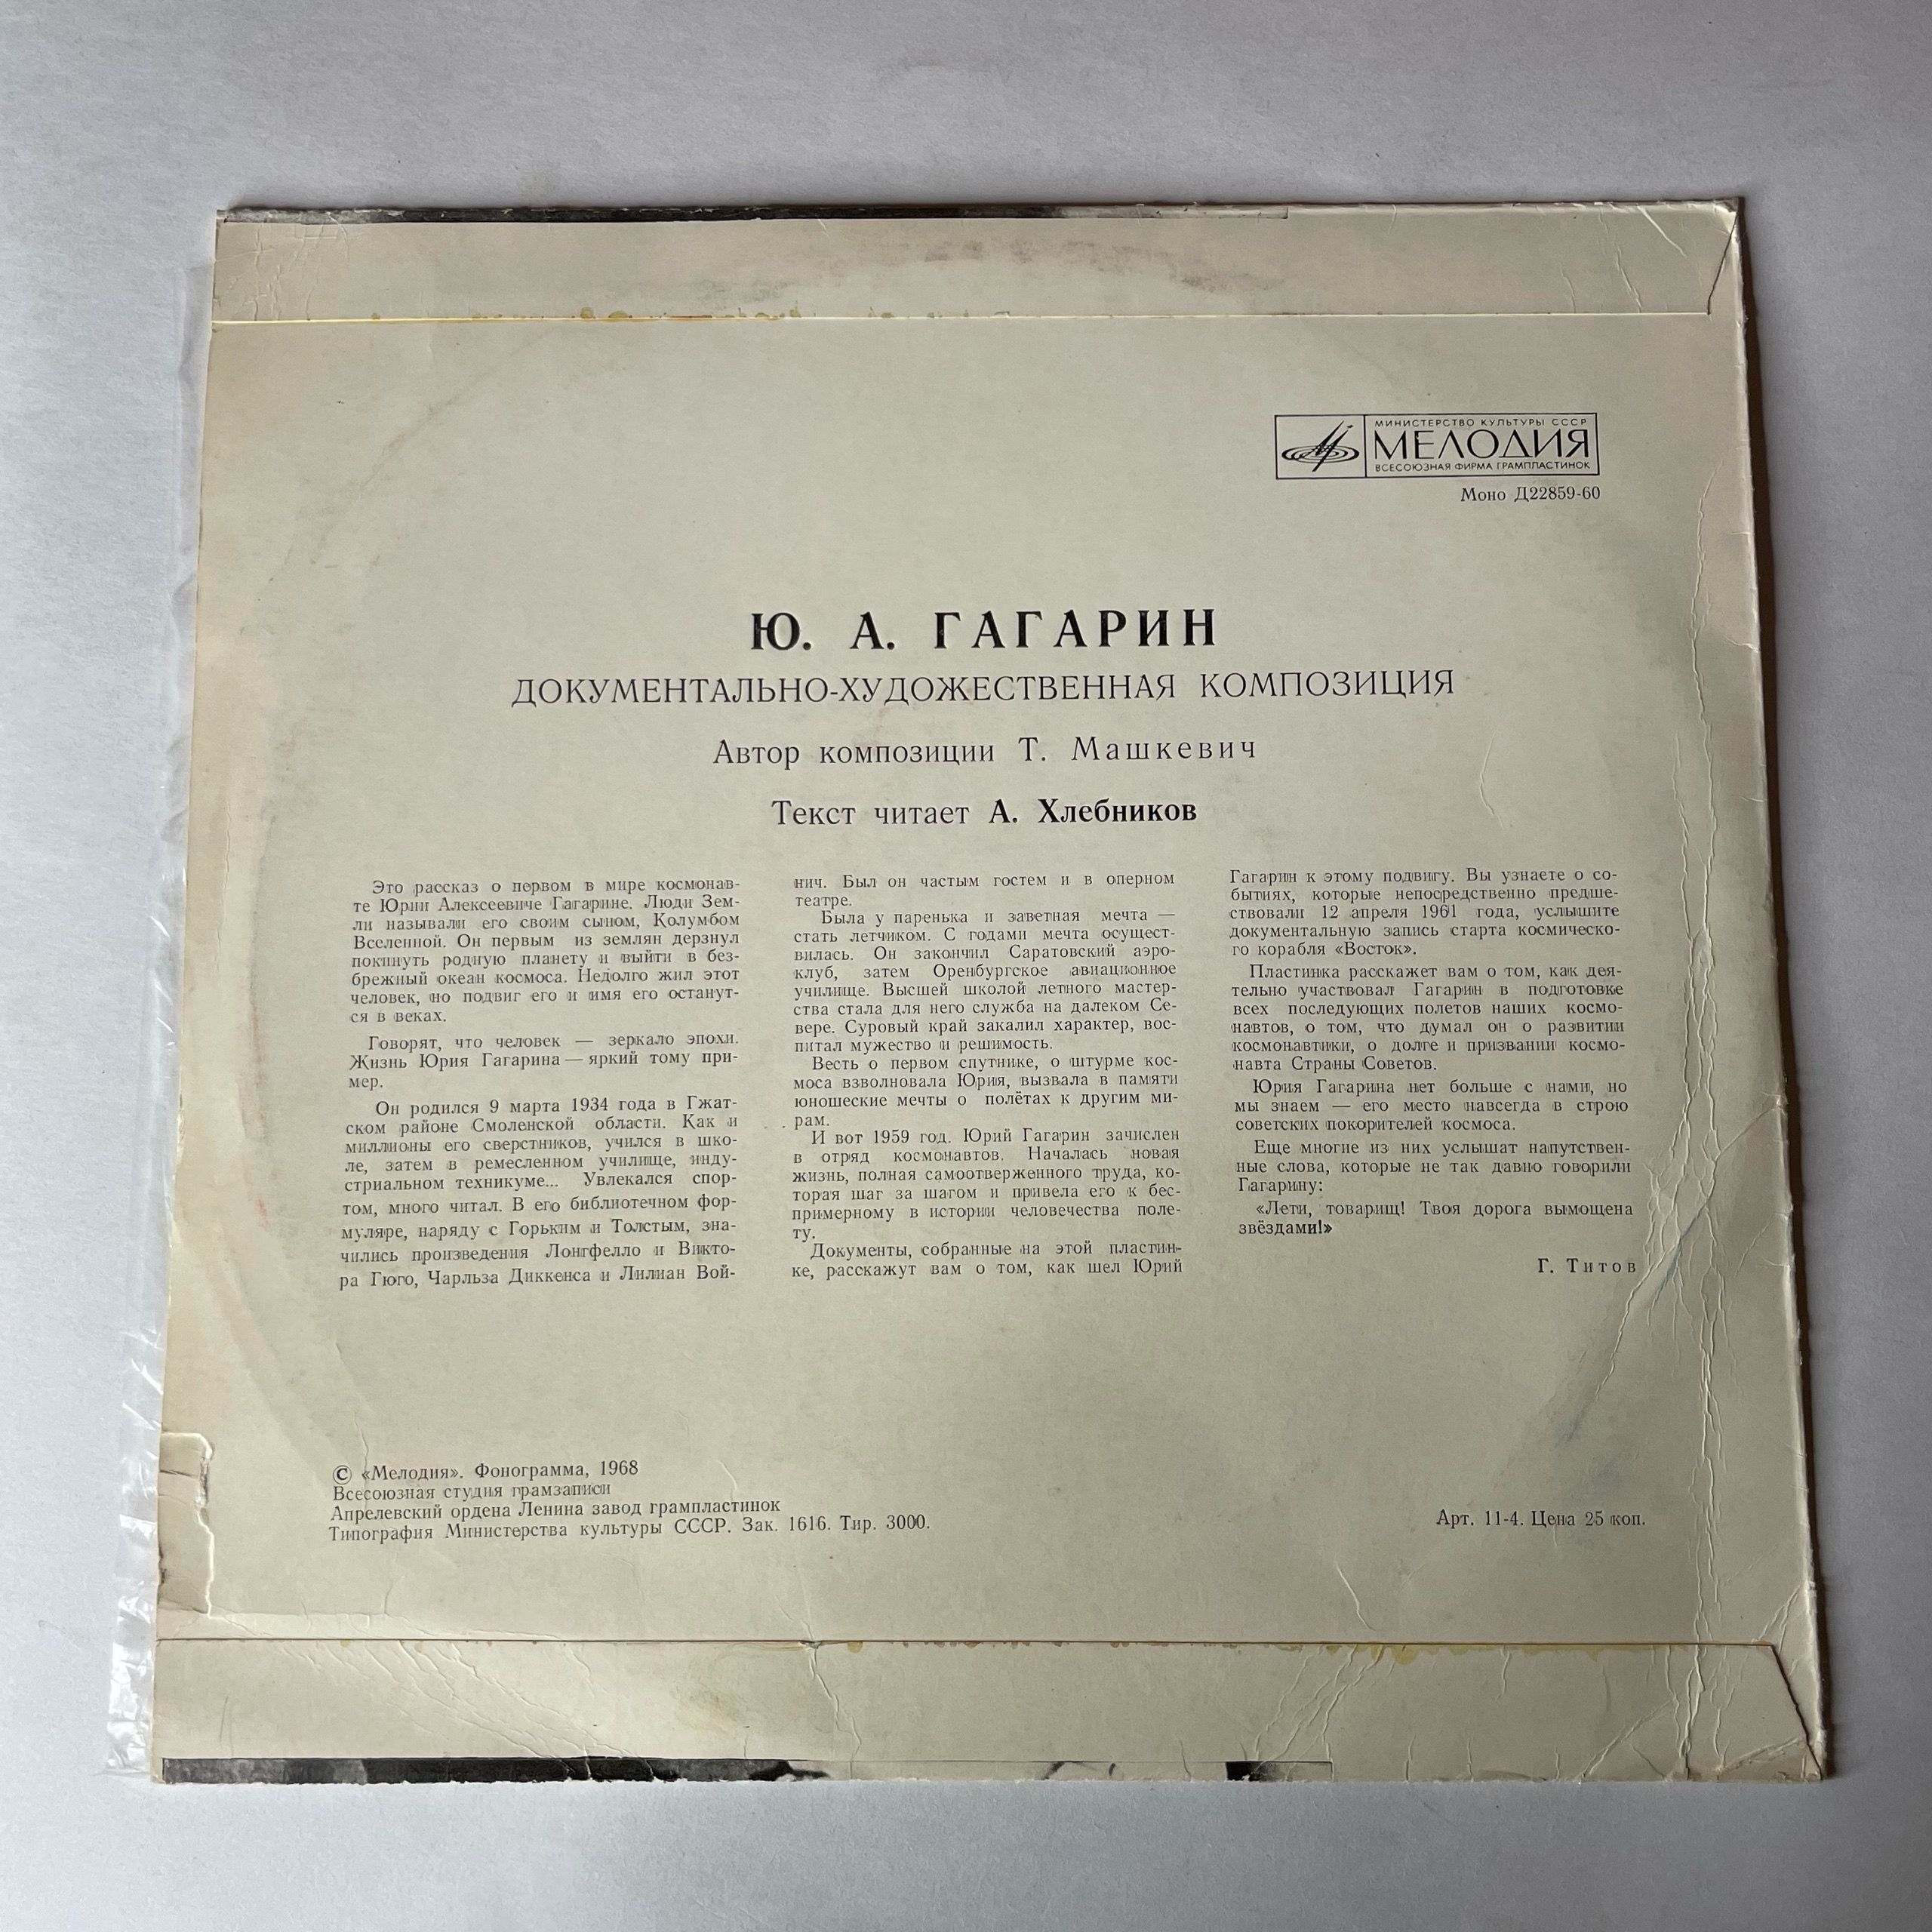 МИНИСТЕРСТВО КУЛЬТУРЫ СССР
МЕЛОДИЯ
ВСЕСОЮЗНАЯ ФИРМА ГРАМПЛАСТИНОК
Моно Д22859-60
Ю. А. ГАГАРИН
ДОКУМЕНТАЛЬНО-ХУДОЖЕСТВЕННАЯ КОМПОЗИЦИЯ
Автор композиции Т. Машкевич
Текст читает А. Хлебников
Это рассказ о первом в мире космонав-
те Юрии Алексеевиче Гагарине. Люди Зем-
ли называли его своим сыном, Колумбом
Вселенной. Он первым из землян дерзнул
покинуть родную планету и выйти в без-
брежный океан космоса. Недолго жил этот
человек, но подвиг его и имя его останут-
ся в веках.
Говорят, что человек — зеркало эпохи.
Жизнь Юрия Гагарина — яркий тому при-
мер.
Он родился 9 марта 1934 года в Гжат-
ском районе Смоленской области. Как и
миллионы его сверстников, учился в шко-
ле, затем в ремесленном училище, инду-
стриальном техникуме... Увлекался спор-
том, много читал. В его библиотечном фор-
муляре, наряду с Горьким и Толстым, зна-
чились произведения Лонгфелло и Викто-
ра Гюго, Чарльза Диккенса и Лилиан Вой-
нич. Был он частым гостем и в оперном
театре.
Была у паренька и заветная мечта —
стать летчиком. С годами мечта осущест-
вилась. Он закончил Саратовский аэро-
клуб, затем Оренбургское авиационное
училище. Высшей школой летного мастер-
ства стала для него служба на далеком Се-
вере. Суровый край закалил характер, вос-
питал мужество и решимость.
Весть о первом спутнике, о штурме кос-
моса взволновала Юрия, вызвала в памяти
юношеские мечты о полётах к другим ми-
рам.
И вот 1959 год. Юрий Гагарин зачислен
в отряд космонавтов. Началась новая
жизнь, полная самоотверженного труда, ко-
торая шаг за шагом и привела его к бес-
примерному в истории человечества поле-
ту.
Документы, собранные на этой пластин-
ке, расскажут вам о том, как шел Юрий
Гагарин к этому подвигу. Вы узнаете о со-
бытиях, которые непосредственно предше-
ствовали 12 апреля 1961 года, услышите
документальную запись старта космическо-
го корабля «Восток».
Пластинка расскажет вам о том, как дея-
тельно участвовал Гагарин в подготовке
всех последующих полетов наших космо-
навтов, о том, что думал он о развитии
космонавтики, о долге и призвании космо-
навта Страны Советов.
Юрия Гагарина нет больше с нами, но
мы знаем — его место навсегда в строю
советских покорителей космоса.
Еще многие из них услышат напутствен-
ные слова, которые не так давно говорили
Гагарину:
«Лети, товарищ! Твоя дорога вымощена
звёздами!»
Г. Титов
© «Мелодия». Фонограмма, 1968
Всесоюзная студия грамзаписи
Апрелевский ордена Ленина завод грампластинок
Типография Министерства культуры СССР. Зак. 1616. Тир. 3000.
Арт. 11-4. Цена 25 коп.